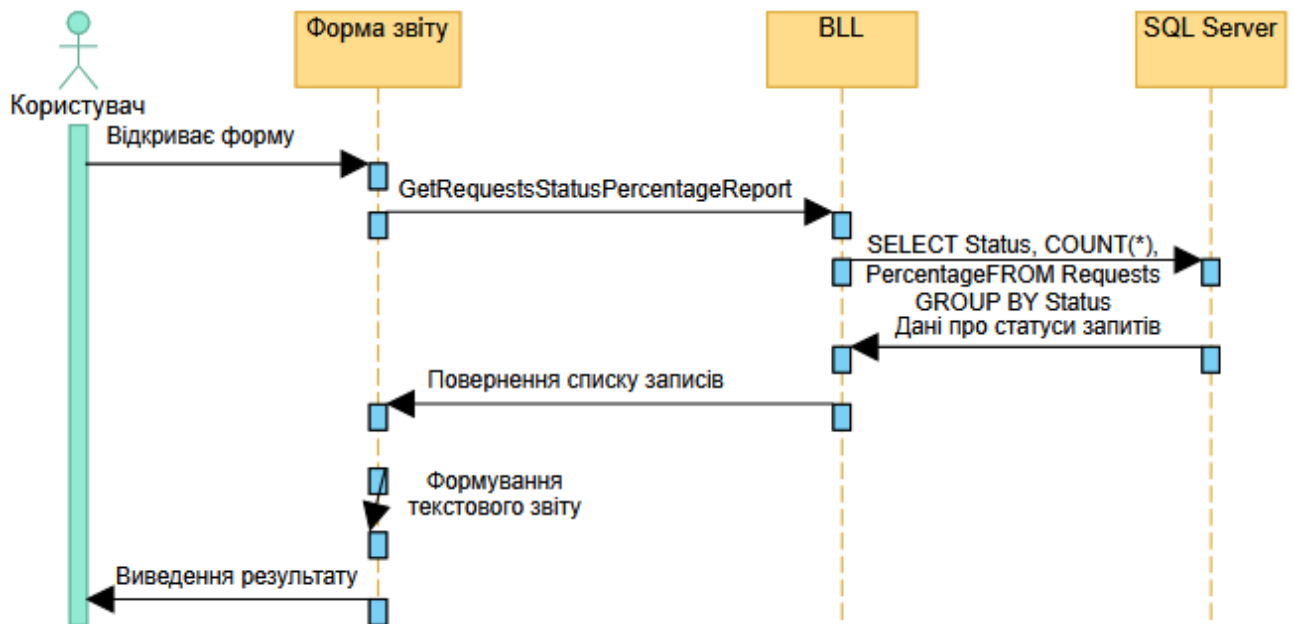 Форма звіту
BLL
SQL Server
Користувач
Відкриває форму
GetRequestsStatusPercentageReport
SELECT Status, COUNT(*),
PercentageFROM Requests
GROUP BY Status
Дані про статуси запитів
Повернення списку записів
Формування
текстового звіту
Виведення результату